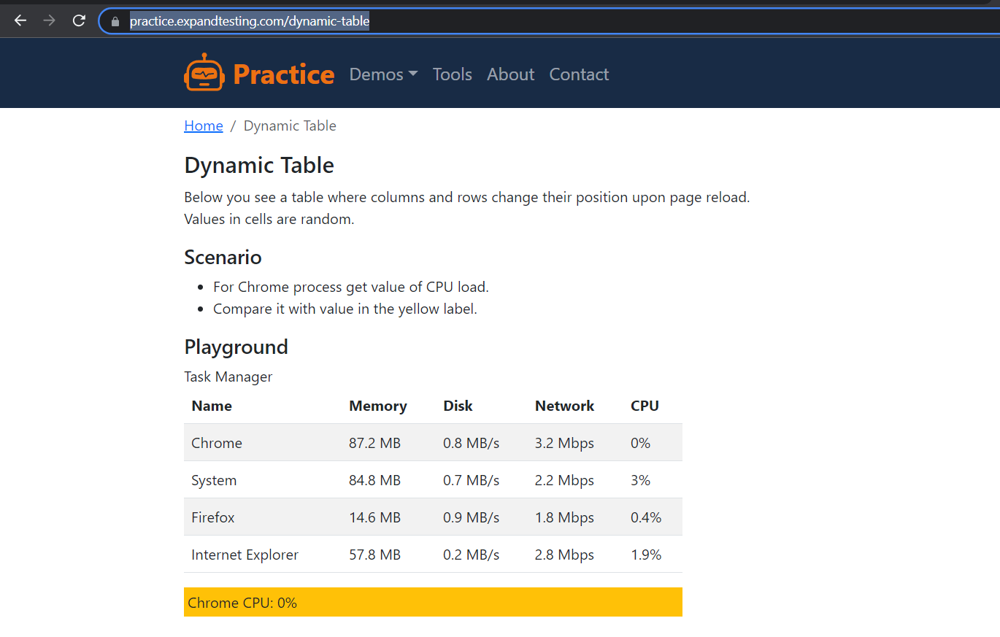 practice.expandtesting.com/dynamic-table
Practice Demos Tools About Contact
Home / Dynamic Table
Dynamic Table
Below you see a table where columns and rows change their position upon page reload.
Values in cells are random.
Scenario
• For Chrome process get value of CPU load.
• Compare it with value in the yellow label.
Playground
Task Manager
Name Memory Disk Network CPU
Chrome 87.2 MB 0.8 MB/s 3.2 Mbps 0%
System 84.8 MB 0.7 MB/s 2.2 Mbps 3%
Firefox 14.6 MB 0.9 MB/s 1.8 Mbps 0.4%
Internet Explorer 57.8 MB 0.2 MB/s 2.8 Mbps 1.9%
Chrome CPU: 0%